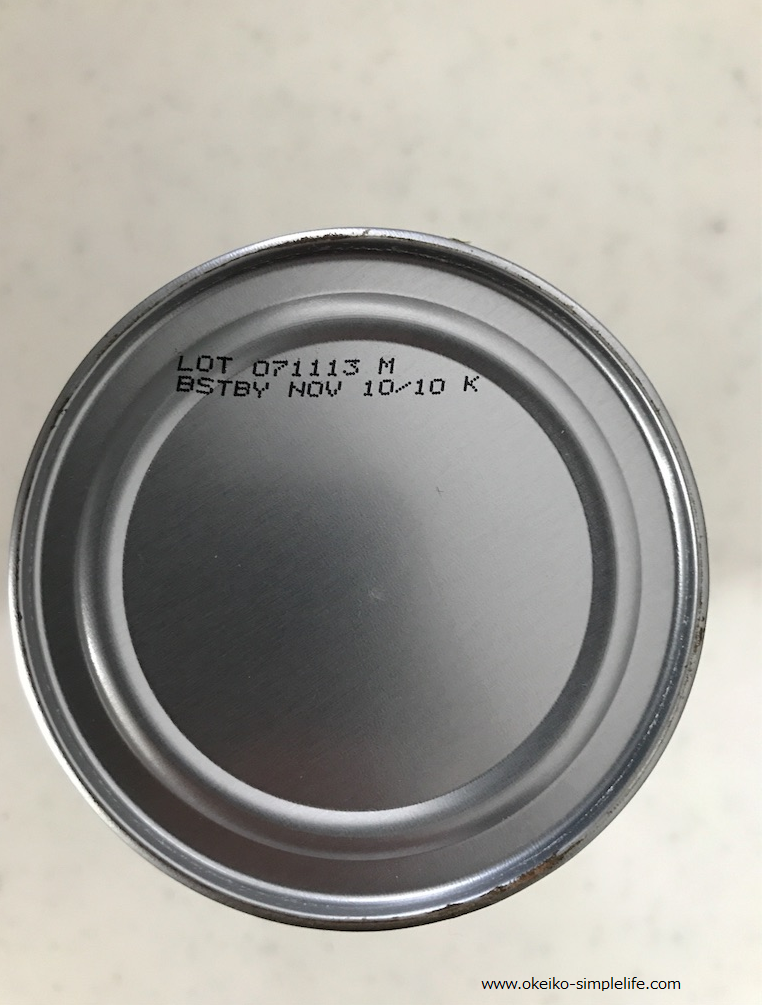 LOT 071113 M
BSTBY NOV 10/10 K
www.okeiko-simplelife.com